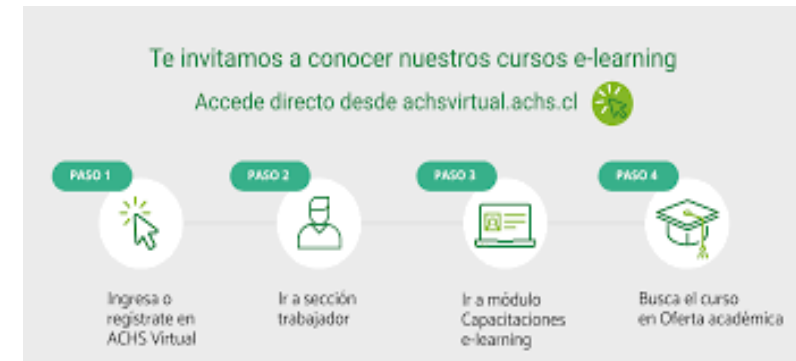 Te invitamos a conocer nuestros cursos e-learning
Accede directo desde achsvirtual.achs.cl
PASO 1
PASO 2
PASO 3
PASO 4
Ingresa o
regístrate en
ACHS Virtual
Ir a sección
trabajador
Ir a módulo
Capacitaciones
e-learning
Busca el curso
en Oferta académica